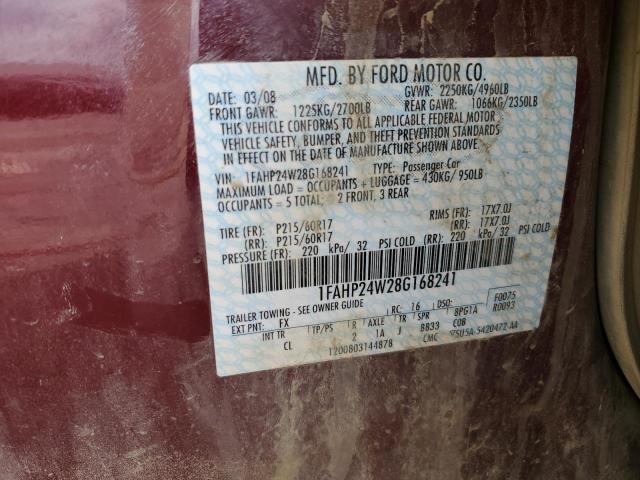 MFD. BY FORD MOTOR CO.
DATE: 03/08 GVWR: 2250KG/4960LB
FRONT GAWR: 1225KG/2700LB REAR GAWR: 1066KG/2350LB
THIS VEHICLE CONFORMS TO ALL APPLICABLE FEDERAL MOTOR
VEHICLE SAFETY, BUMPER, AND THEFT PREVENTION STANDARDS
IN EFFECT ON THE DATE OF MANUFACTURE SHOWN ABOVE.
VIN: 1FAHP24W28G168241 TYPE: Passenger Car
MAXIMUM LOAD = OCCUPANTS + LUGGAGE = 430KG/950LB
OCCUPANTS = 5 TOTAL: 2 FRONT, 3 REAR
TIRE (FR): P215/60R17 RIMS (FR): 17X7.0J
(RR): P215/60R17 (RR): 17X7.0J
PRESSURE (FR): 220 kPa/ 32 PSI COLD (RR): 220 kPa/ 32 PSI COLD
1FAHP24W28G168241
TRAILER TOWING - SEE OWNER GUIDE F0075
EXT PNT: FX RC: 16 DSO: R0093
INT TR TP/PS R AXLE TR SPR BPGTA
CL 2 1A J BB33 COB
1200803144878 CMC 5U5A-5420472-AA